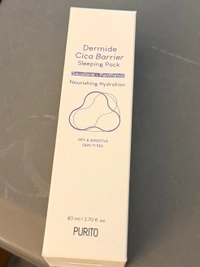 Dermide
Cica Barrier
Sleeping Pack
Nourishing Hydration
DRY & SENSITIVE
SKIN TYPES
80 ml / 2.70 fl. oz.
PURITO